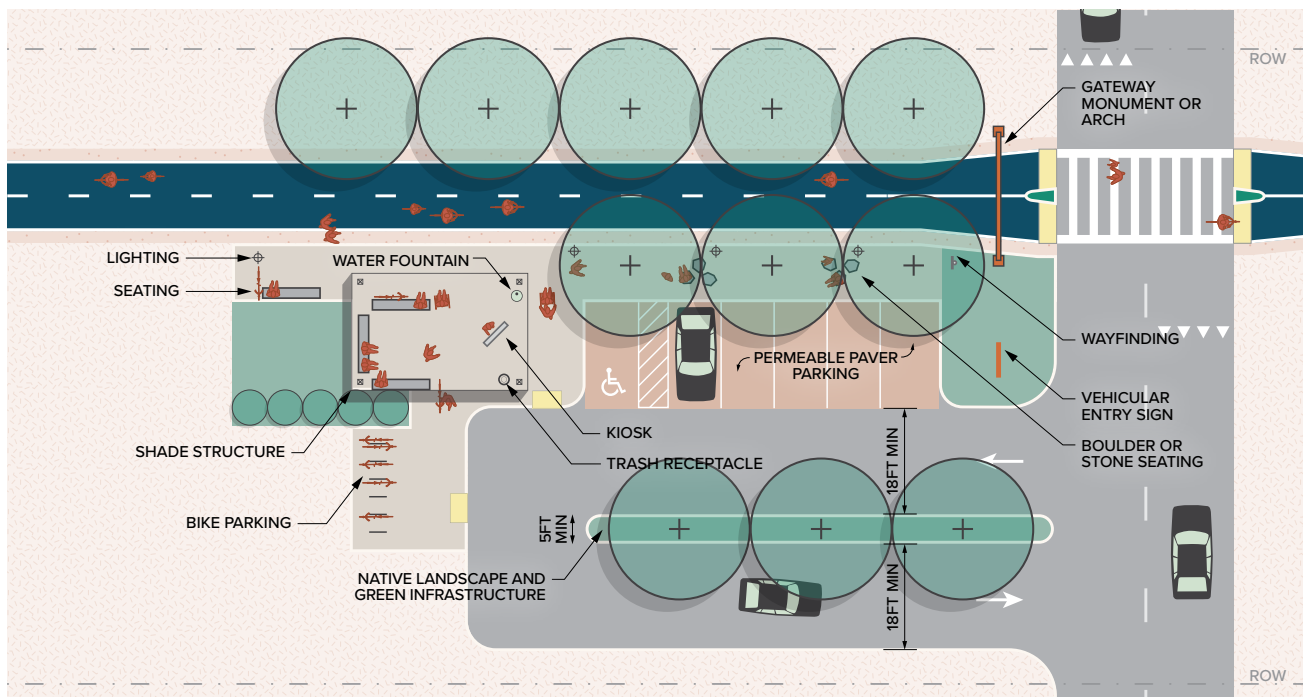 ROW
GATEWAY
MONUMENT OR
ARCH
LIGHTING
WATER FOUNTAIN
SEATING
WAYFINDING
PERMEABLE PAVER
PARKING
VEHICULAR
ENTRY SIGN
KIOSK
BOULDER OR
STONE SEATING
SHADE STRUCTURE
TRASH RECEPTACLE
18FT MIN
BIKE PARKING
5FT
MIN
NATIVE LANDSCAPE AND
GREEN INFRASTRUCTURE
18FT MIN
ROW